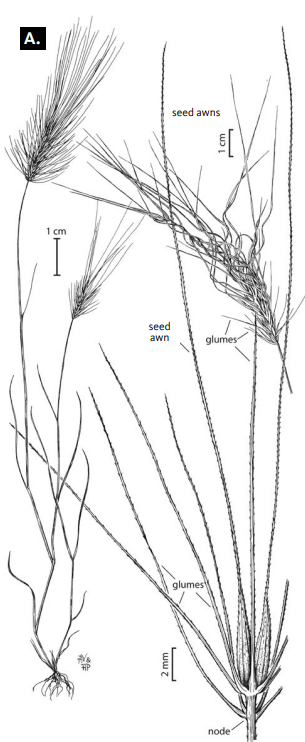 A.
seed awns
1 cm
1 cm
seed
awn
glumes
glumes
2 mm
node